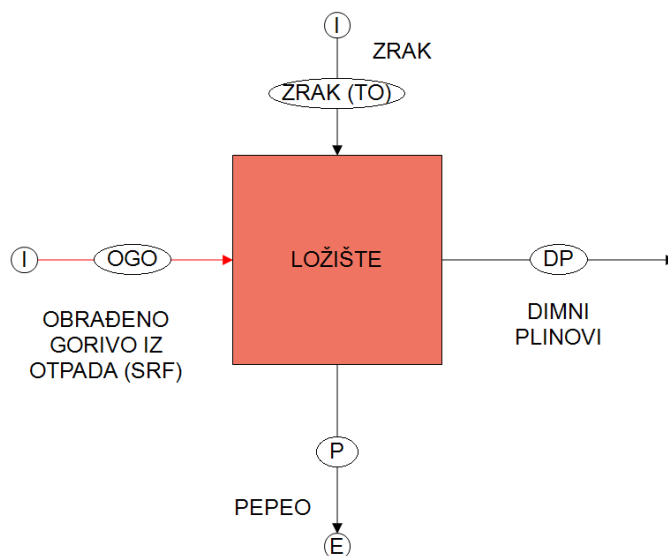 I
ZRAK
ZRAK (TO)
I
OGO
LOŽIŠTE
DP
OBRAĐENO
GORIVO IZ
OTPADA (SRF)
DIMNI
PLINOVI
P
PEPEO
E